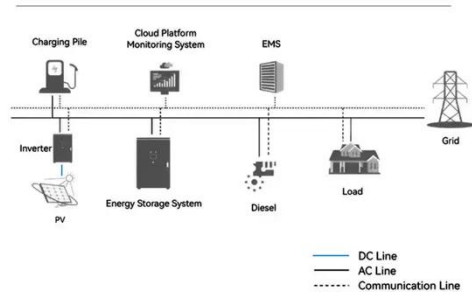 Charging Pile
Cloud Platform
Monitoring System
EMS
Grid
Inverter
PV
Energy Storage System
Diesel
Load
DC Line
AC Line
Communication Line